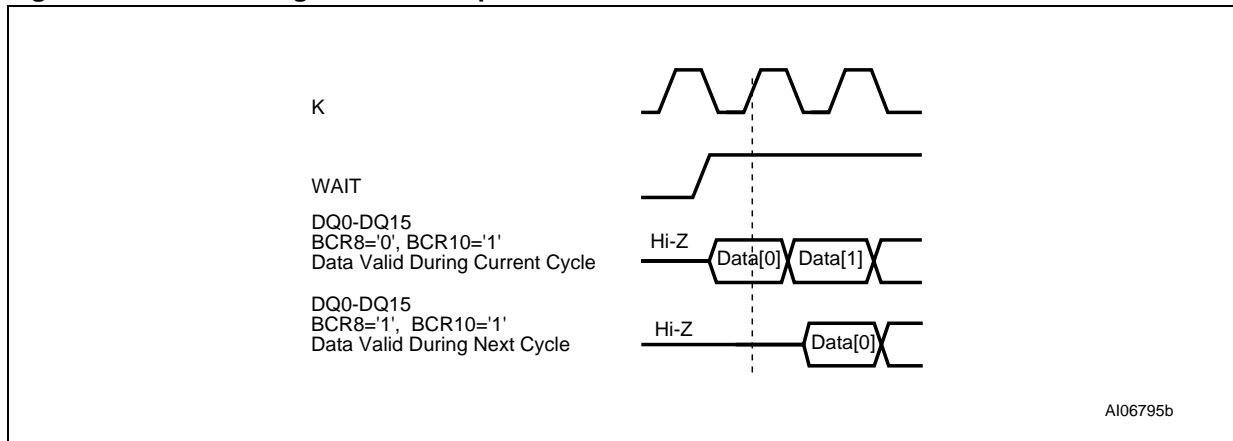 K
WAIT
DQ0-DQ15
BCR8='0', BCR10='1'
Data Valid During Current Cycle
Hi-Z
Data[0]
Data[1]
DQ0-DQ15
BCR8='1', BCR10='1'
Data Valid During Next Cycle
Hi-Z
Data[0]
AI06795b